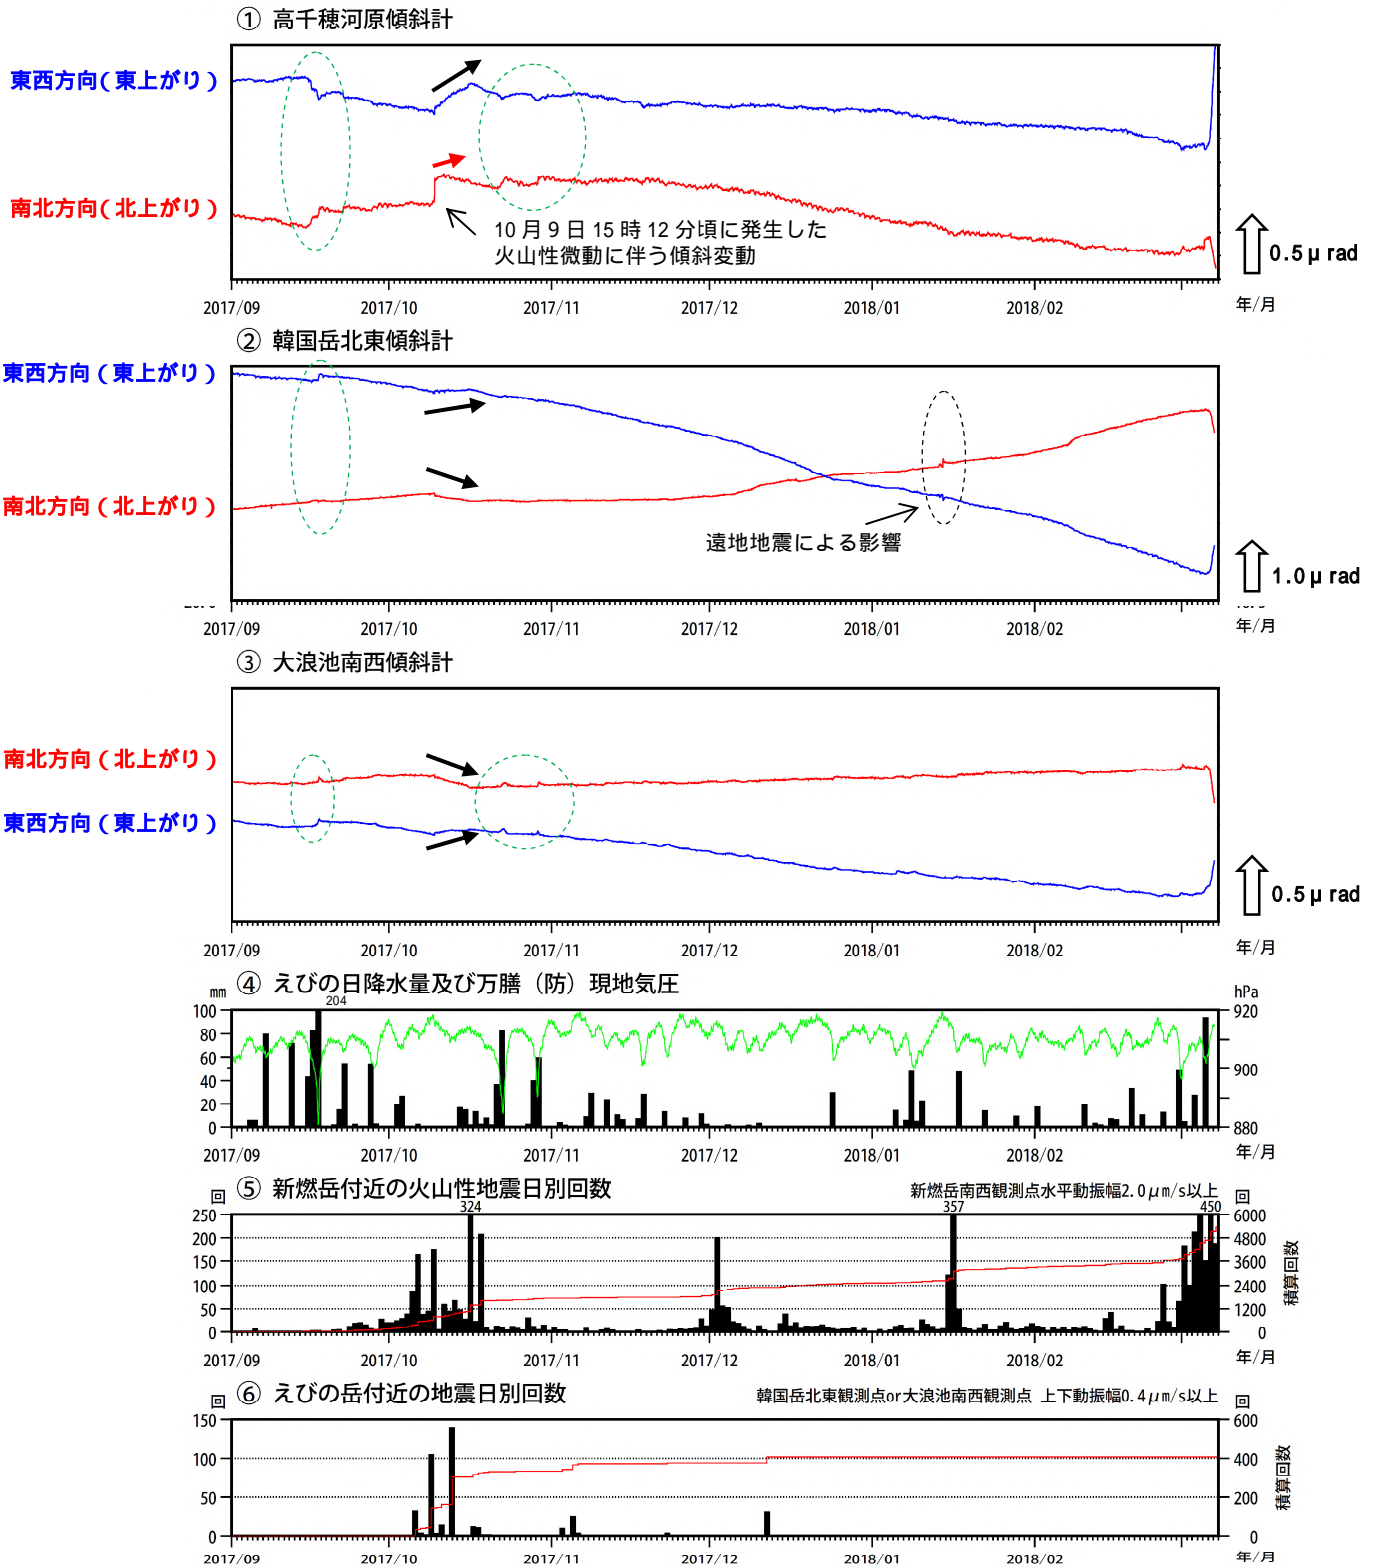 ① 高千穂河原傾斜計
東西方向(東上がり)
南北方向(北上がり)
10月9日15時12分頃に発生した
火山性微動に伴う傾斜変動
0.5μrad
2017/09 2017/10 2017/11 2017/12 2018/01 2018/02 年/月
② 韓国岳北東傾斜計
東西方向(東上がり)
南北方向(北上がり)
遠地地震による影響
1.0μrad
2017/09 2017/10 2017/11 2017/12 2018/01 2018/02 年/月
③ 大浪池南西傾斜計
南北方向(北上がり)
東西方向(東上がり)
0.5μrad
2017/09 2017/10 2017/11 2017/12 2018/01 2018/02 年/月
④ えびの日降水量及び万膳(防)現地気圧
mm 204 hPa
100 920
80
60 900
40
20
0 880
2017/09 2017/10 2017/11 2017/12 2018/01 2018/02 年/月
回 ⑤ 新燃岳付近の火山性地震日別回数 新燃岳南西観測点水平動振幅2.0μm/s以上 回
324 357 450
250 6000
200 4800
150 3600
100 2400
50 1200
0 0
積算回数
2017/09 2017/10 2017/11 2017/12 2018/01 2018/02 年/月
回 ⑥ えびの岳付近の地震日別回数 韓国岳北東観測点or大浪池南西観測点 上下動振幅0.4μm/s以上 回
150 600
100 400
50 200
0 0
積算回数
2017/09 2017/10 2017/11 2017/12 2018/01 2018/02 年/月